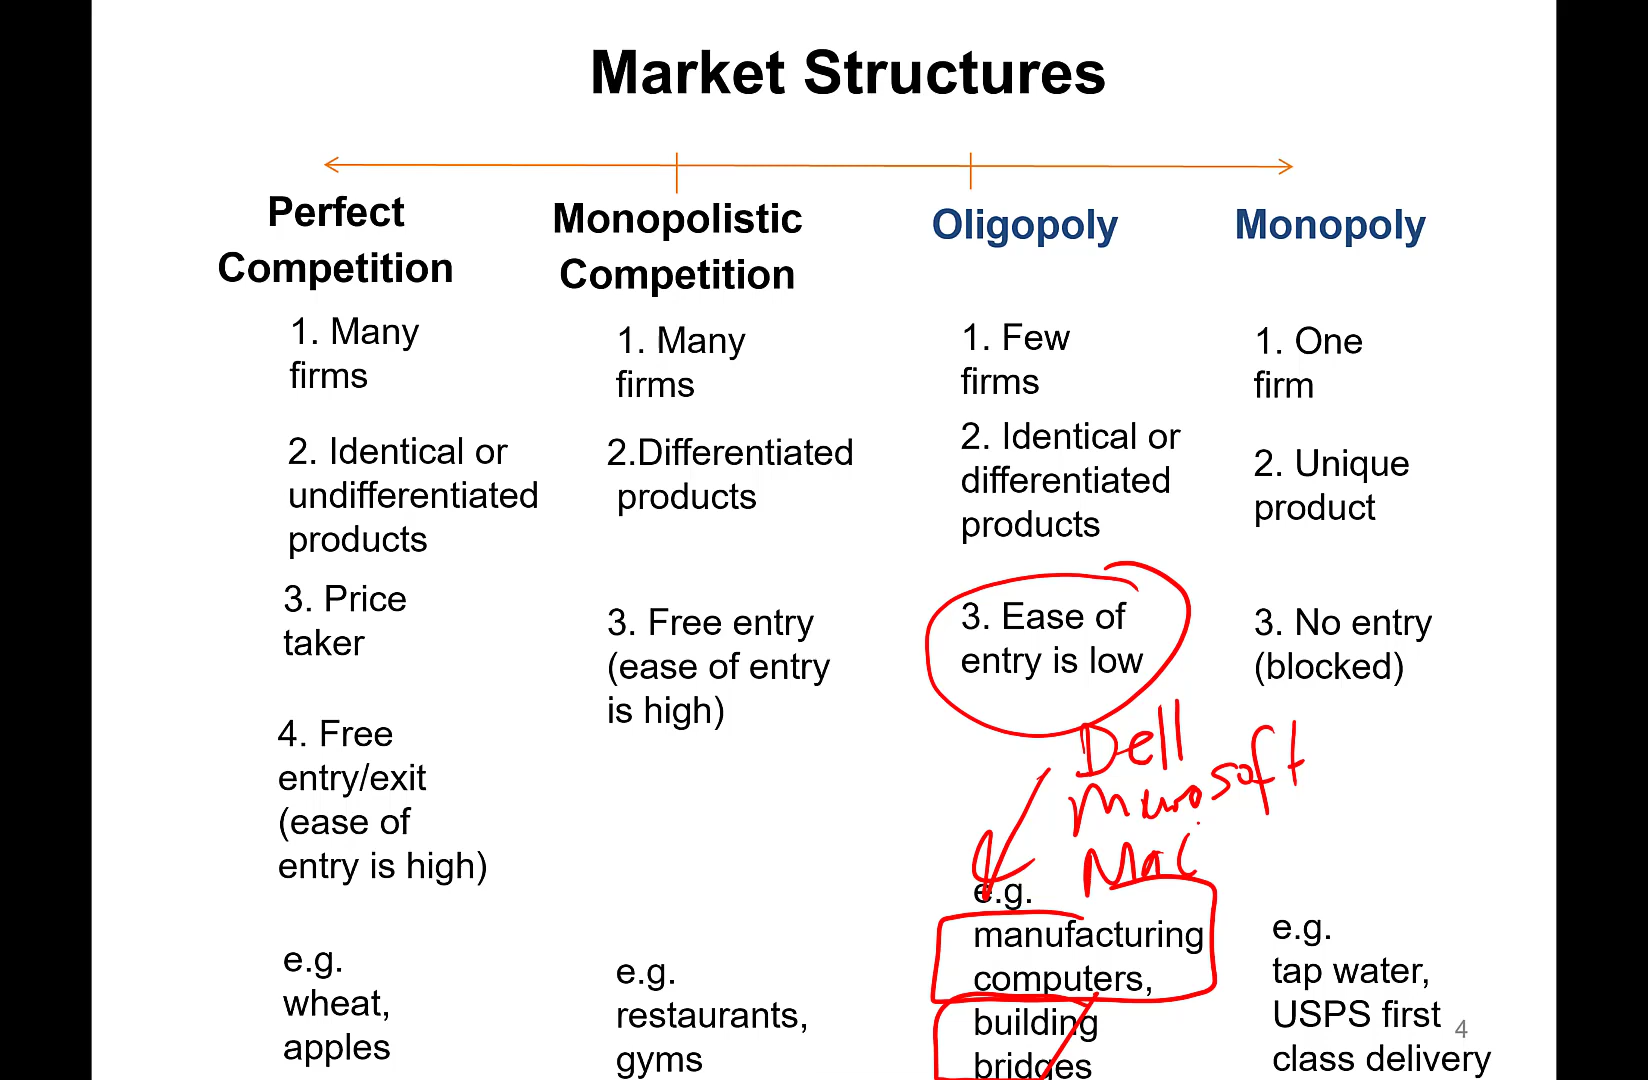 Market Structures
Perfect
Competition
1. Many
firms
2. Identical or
undifferentiated
products
3. Price
taker
4. Free
entry/exit
(ease of
entry is high)
e.g.
wheat,
apples
Monopolistic
Competition
1. Many
firms
2.Differentiated
products
3. Free entry
(ease of entry
is high)
e.g.
restaurants,
gyms
Oligopoly
1. Few
firms
2. Identical or
differentiated
products
3. Ease of
entry is low
Dell
Microsoft
Mac
e.g.
manufacturing
computers,
building
bridges
Monopoly
1. One
firm
2. Unique
product
3. No entry
(blocked)
e.g.
tap water,
USPS first
class delivery
4